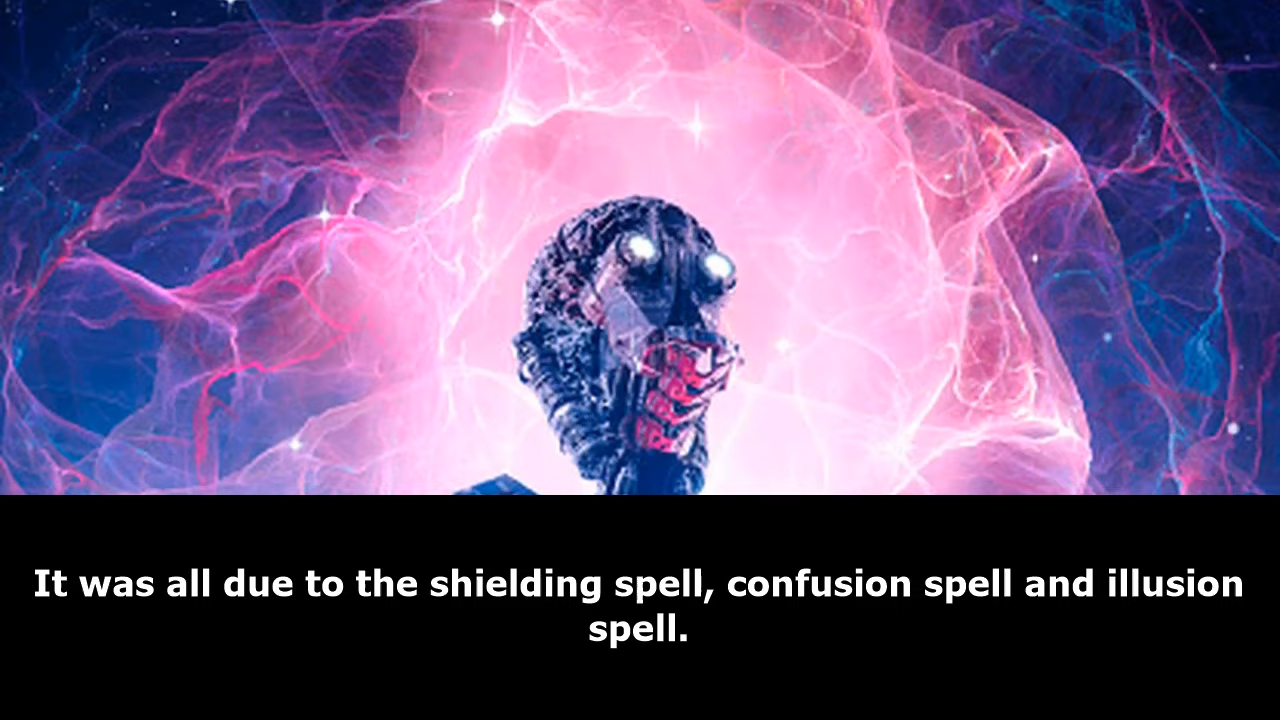 It was all due to the shielding spell, confusion spell and illusion
spell.